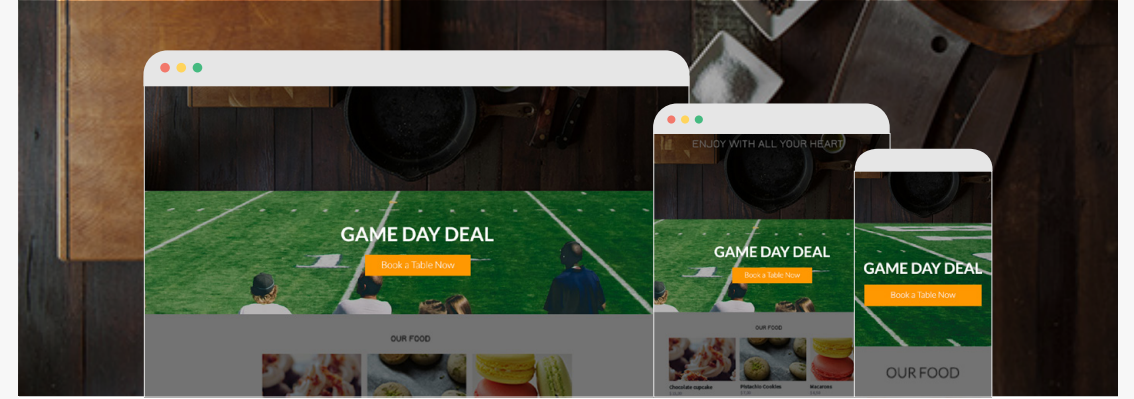 GAME DAY DEAL
Book a Table Now
OUR FOOD
ENJOY WITH ALL YOUR HEART
GAME DAY DEAL
Book a Table Now
OUR FOOD
Chocolate cupcake
Pistachio Cookies
Macarons
GAME DAY DEAL
Book a Table Now
OUR FOOD